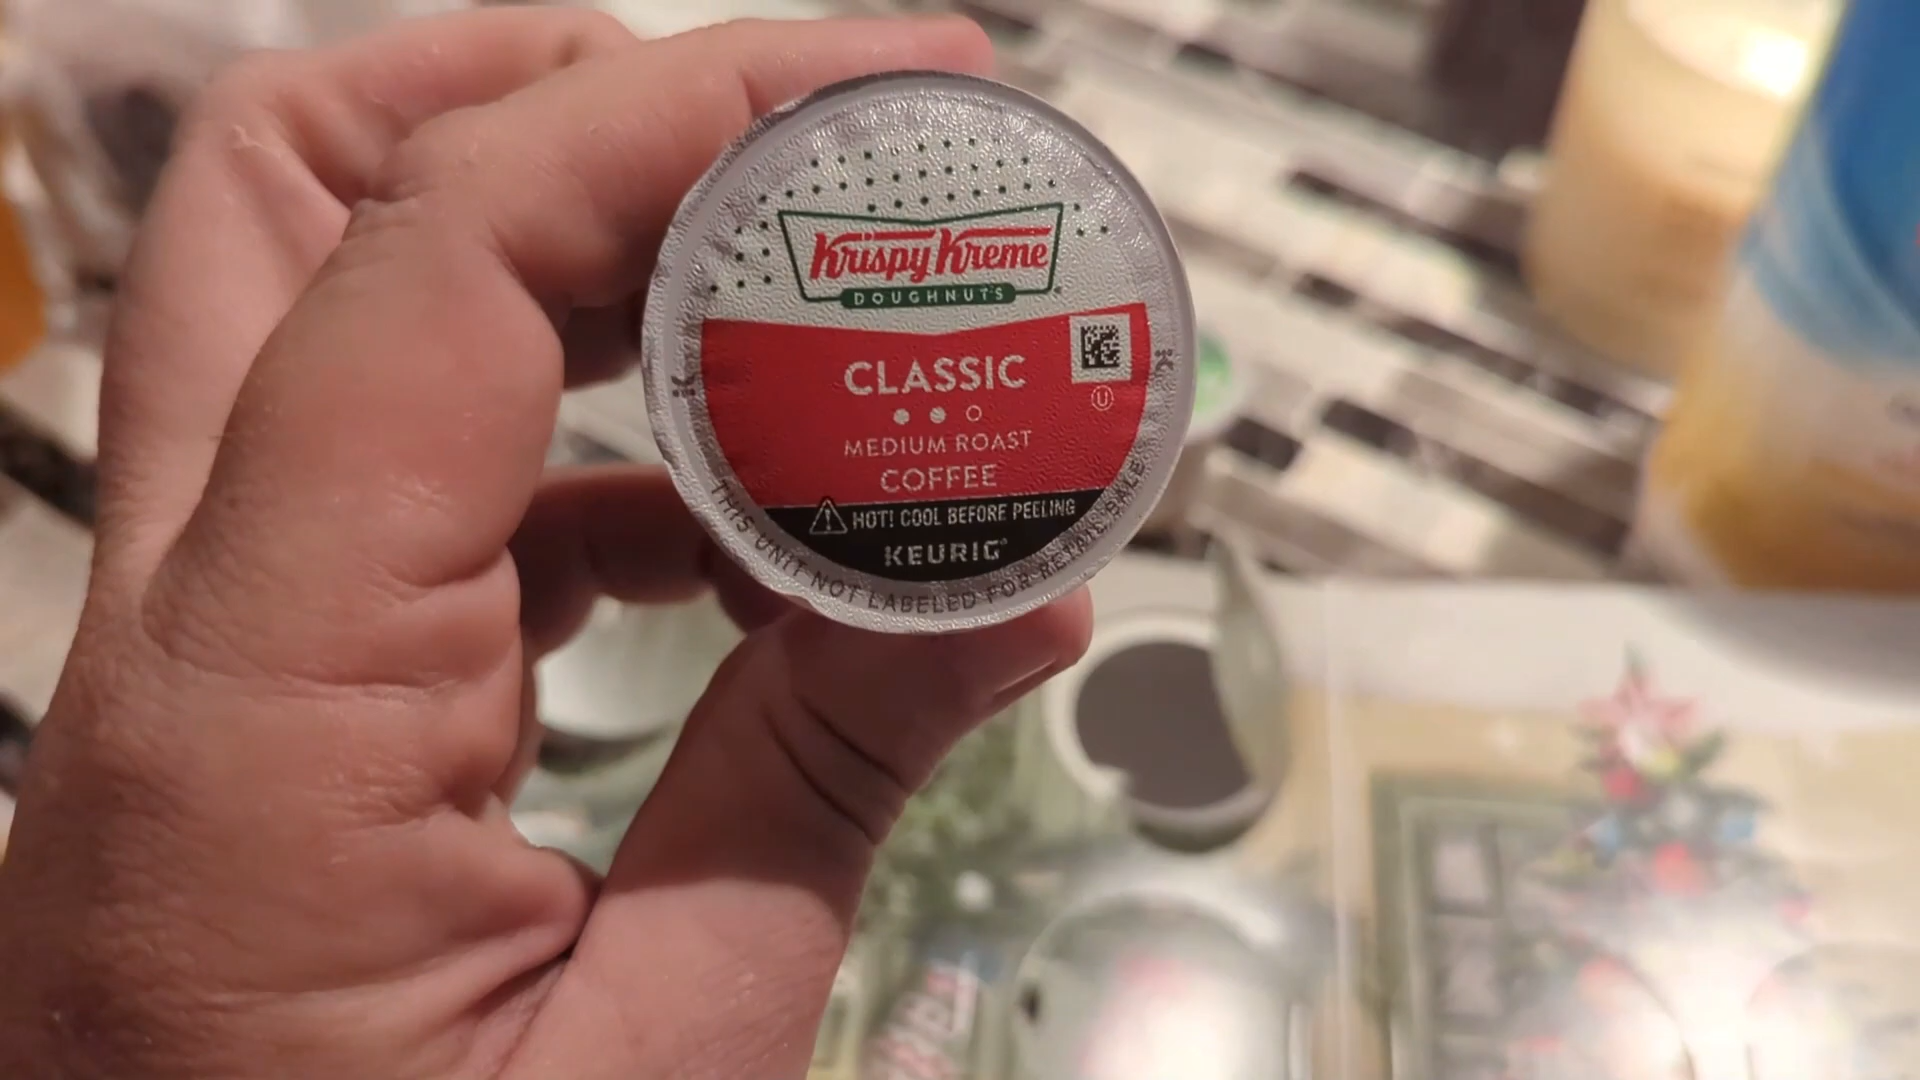 Krispy Kreme
DOUGHNUTS
CLASSIC
U
MEDIUM ROAST
COFFEE
HOT! COOL BEFORE PEELING
KEURIG®
THIS UNIT NOT LABELED FOR RETAIL SALE